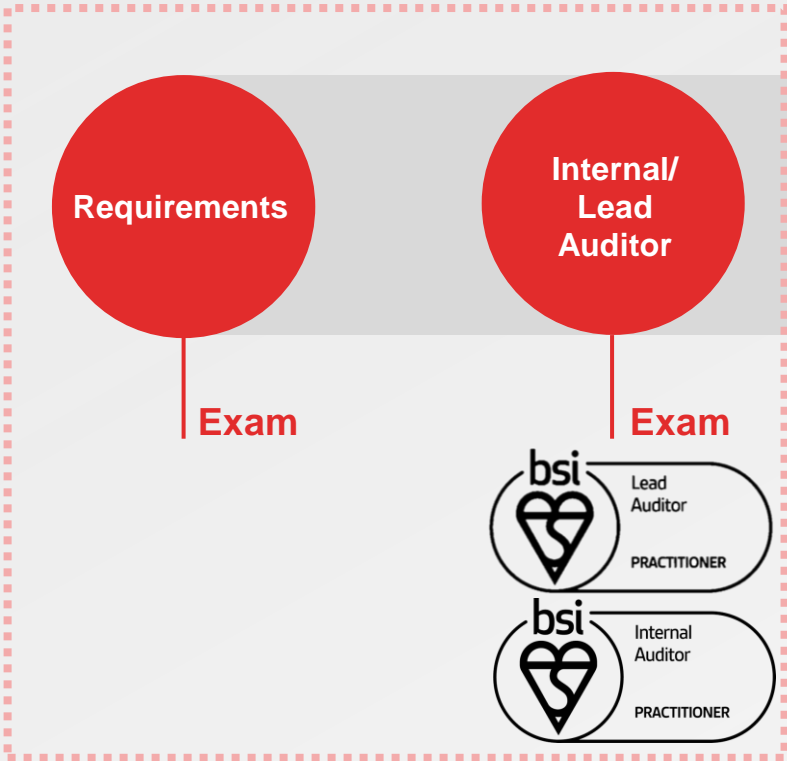 Requirements
Internal/
Lead
Auditor
Exam
Exam
bsi
Lead
Auditor
PRACTITIONER
bsi
Internal
Auditor
PRACTITIONER